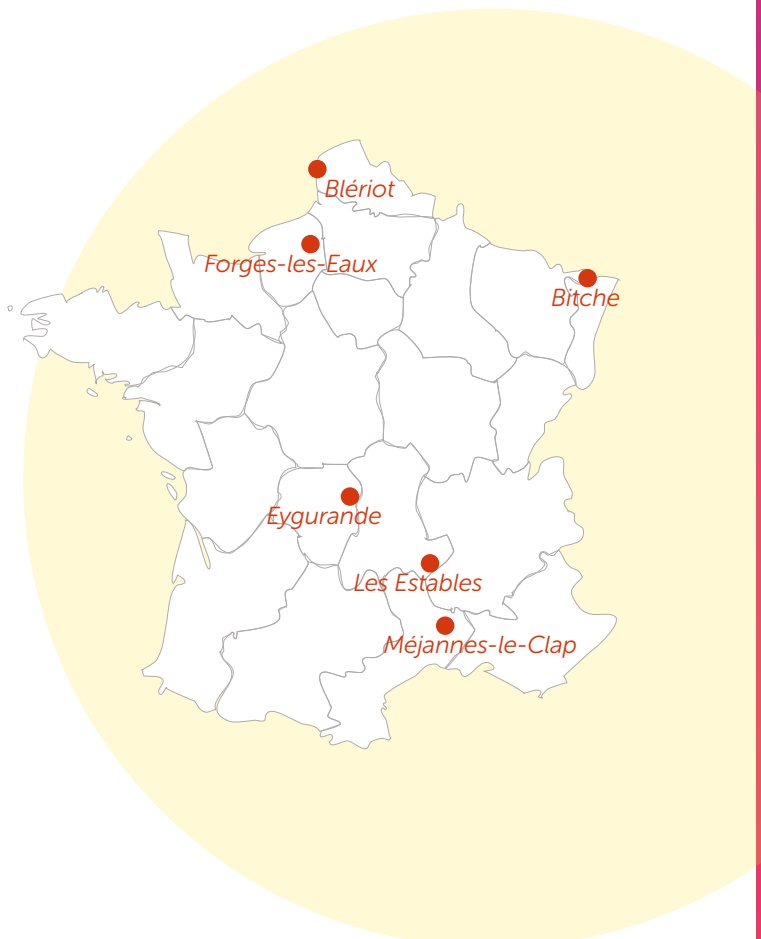 Blériot
Forges-les-Eaux
Bitche
Eygurande
Les Estables
Méjannes-le-Clap